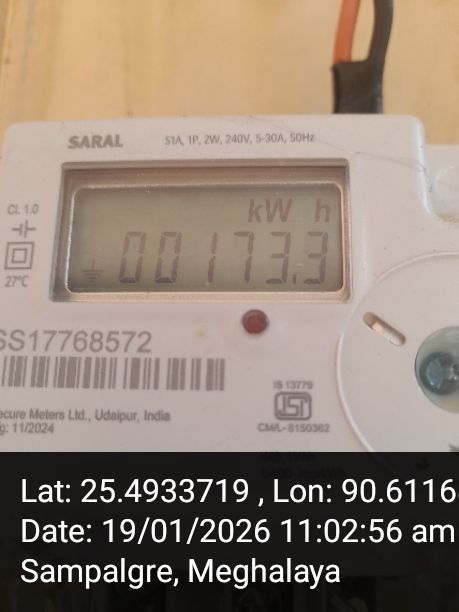 SARAL S1A, 1P, 2W, 240V, 5-30A, 50Hz
Cl. 1.0
kW h
00173.3
27°C
SS17768572
ecure Meters Ltd., Udaipur, India
g: 11/2024
IS 13779
ISI
CM/L- 8150362
Lat: 25.4933719 , Lon: 90.6116
Date: 19/01/2026 11:02:56 am
Sampalgre, Meghalaya